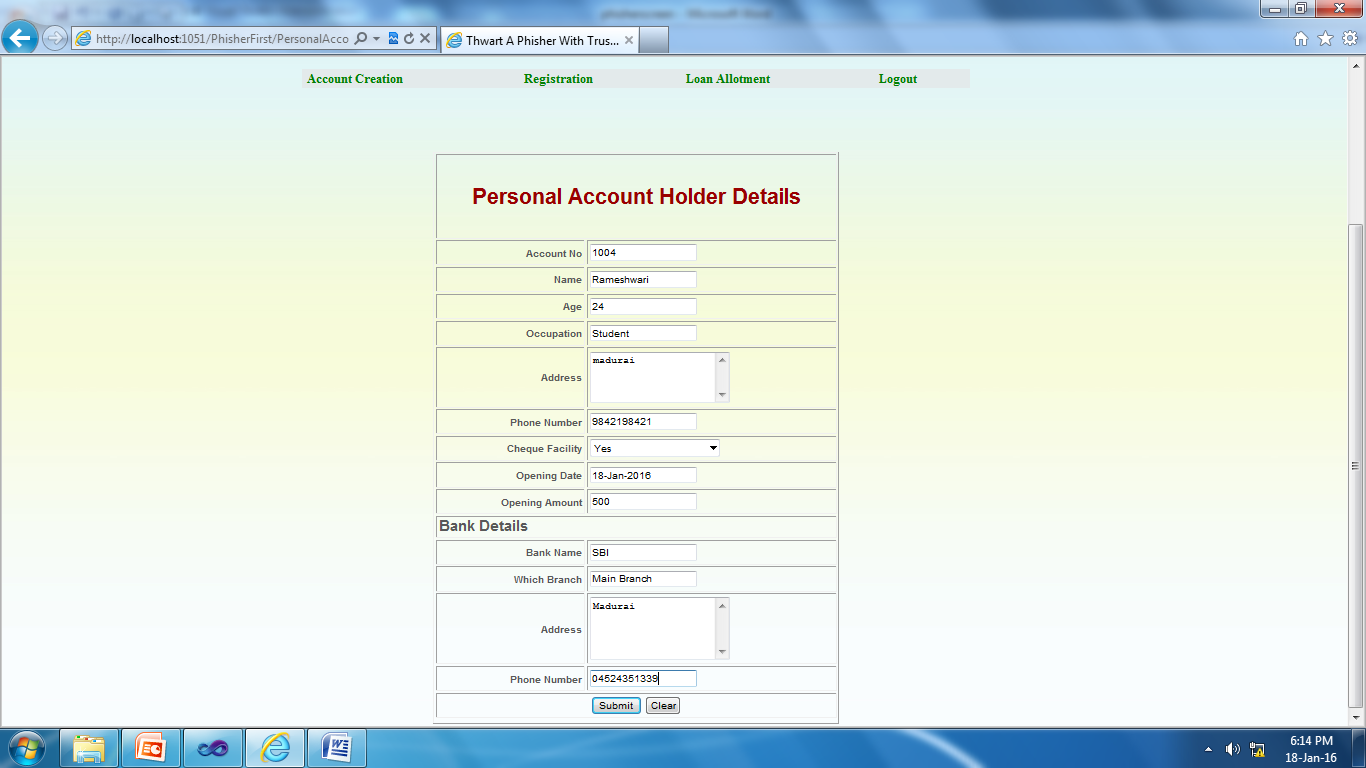 http://localhost:1051/PhisherFirst/PersonalAcco
Thwart A Phisher With Trus...
Account Creation Registration Loan Allotment Logout
Personal Account Holder Details
Account No 1004
Name Rameshwari
Age 24
Occupation Student
Address madurai
Phone Number 9842198421
Cheque Facility Yes
Opening Date 18-Jan-2016
Opening Amount 500
Bank Details
Bank Name SBI
Which Branch Main Branch
Address Madurai
Phone Number 04524351339
Submit Clear
6:14 PM
18-Jan-16